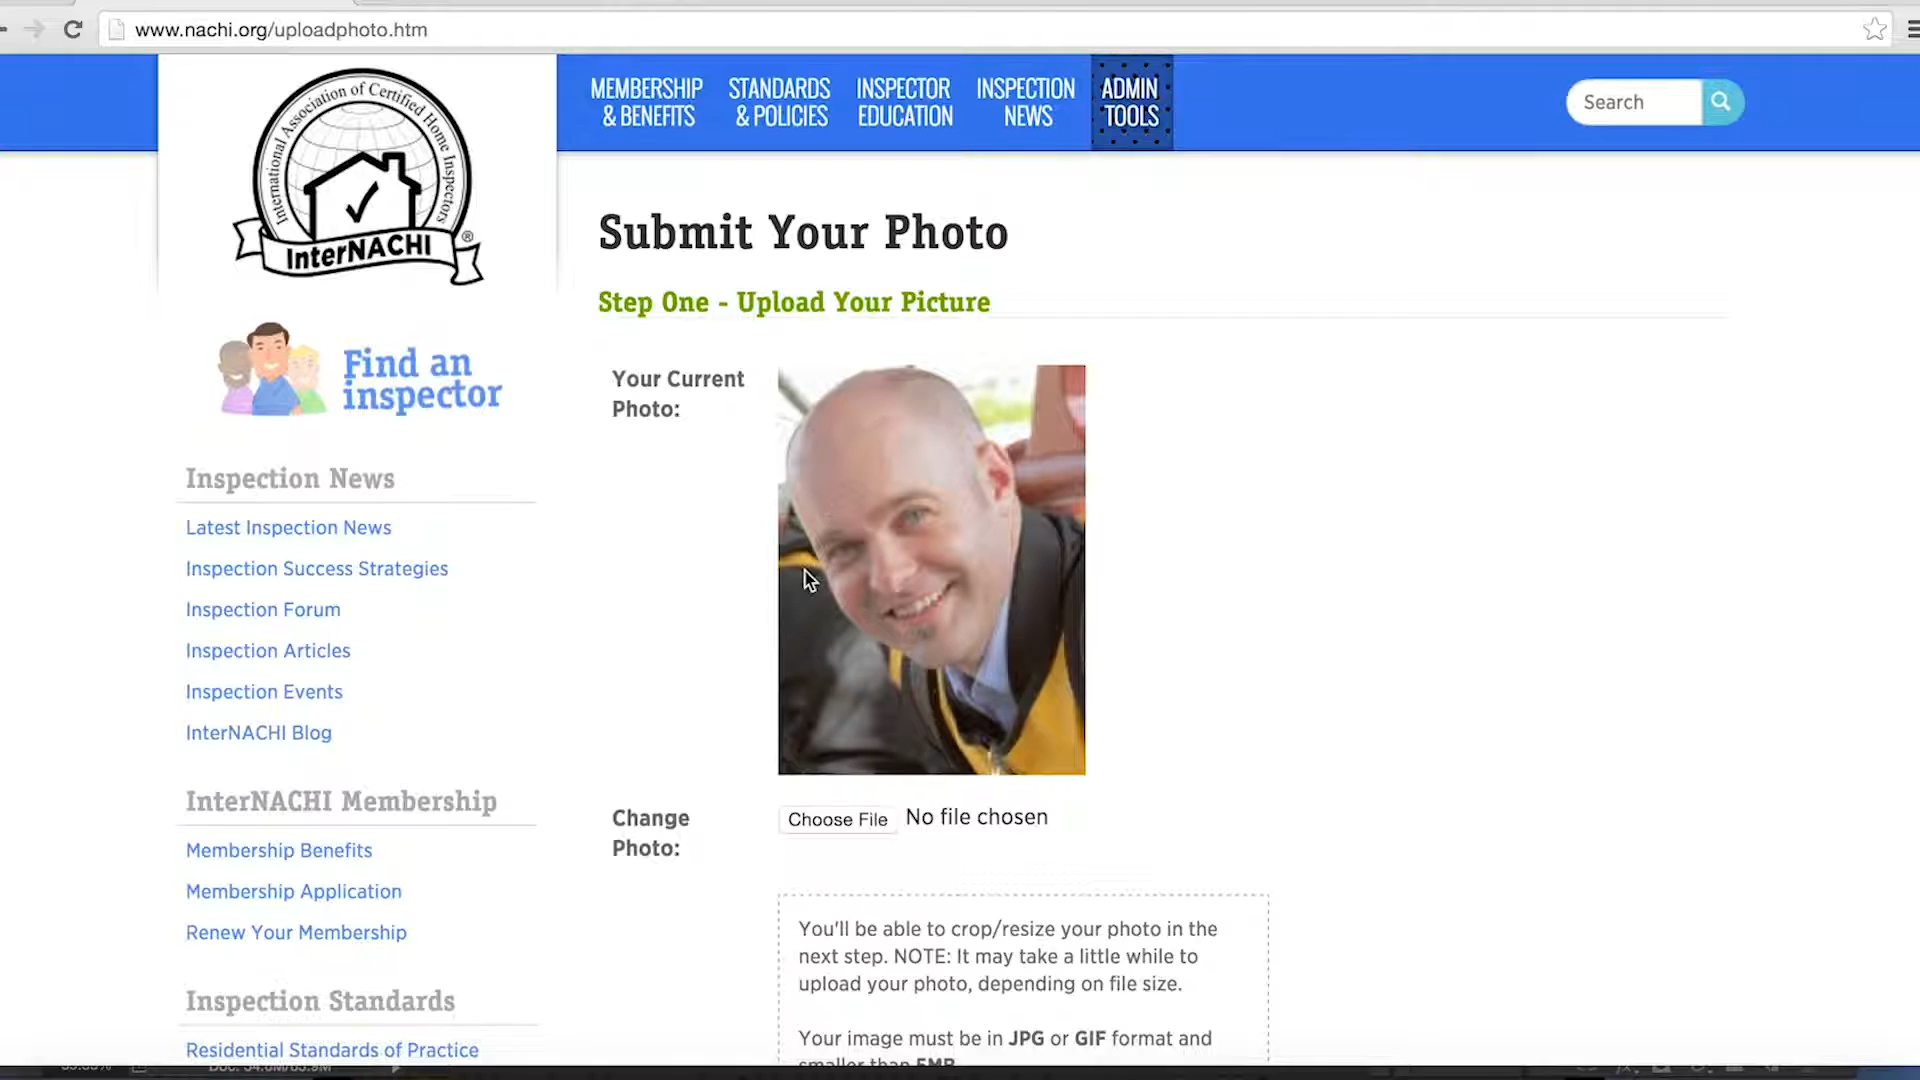 www.nachi.org/uploadphoto.htm
International Association of Certified Home Inspectors
InterNACHI ®
MEMBERSHIP & BENEFITS
STANDARDS & POLICIES
INSPECTOR EDUCATION
INSPECTION NEWS
ADMIN TOOLS
Search
Find an
inspector
Inspection News
Latest Inspection News
Inspection Success Strategies
Inspection Forum
Inspection Articles
Inspection Events
InterNACHI Blog
InterNACHI Membership
Membership Benefits
Membership Application
Renew Your Membership
Inspection Standards
Residential Standards of Practice
Submit Your Photo
Step One - Upload Your Picture
Your Current
Photo:
Change
Photo:
Choose File No file chosen
You'll be able to crop/resize your photo in the
next step. NOTE: It may take a little while to
upload your photo, depending on file size.
Your image must be in JPG or GIF format and
smaller than 5MB